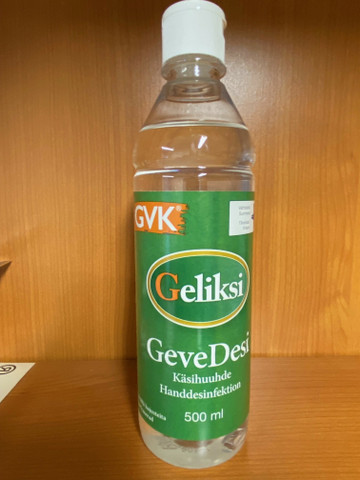 GVK®
Geliksi
GeveDesi
Käsihuuhde
Handdesinfektion
500 ml